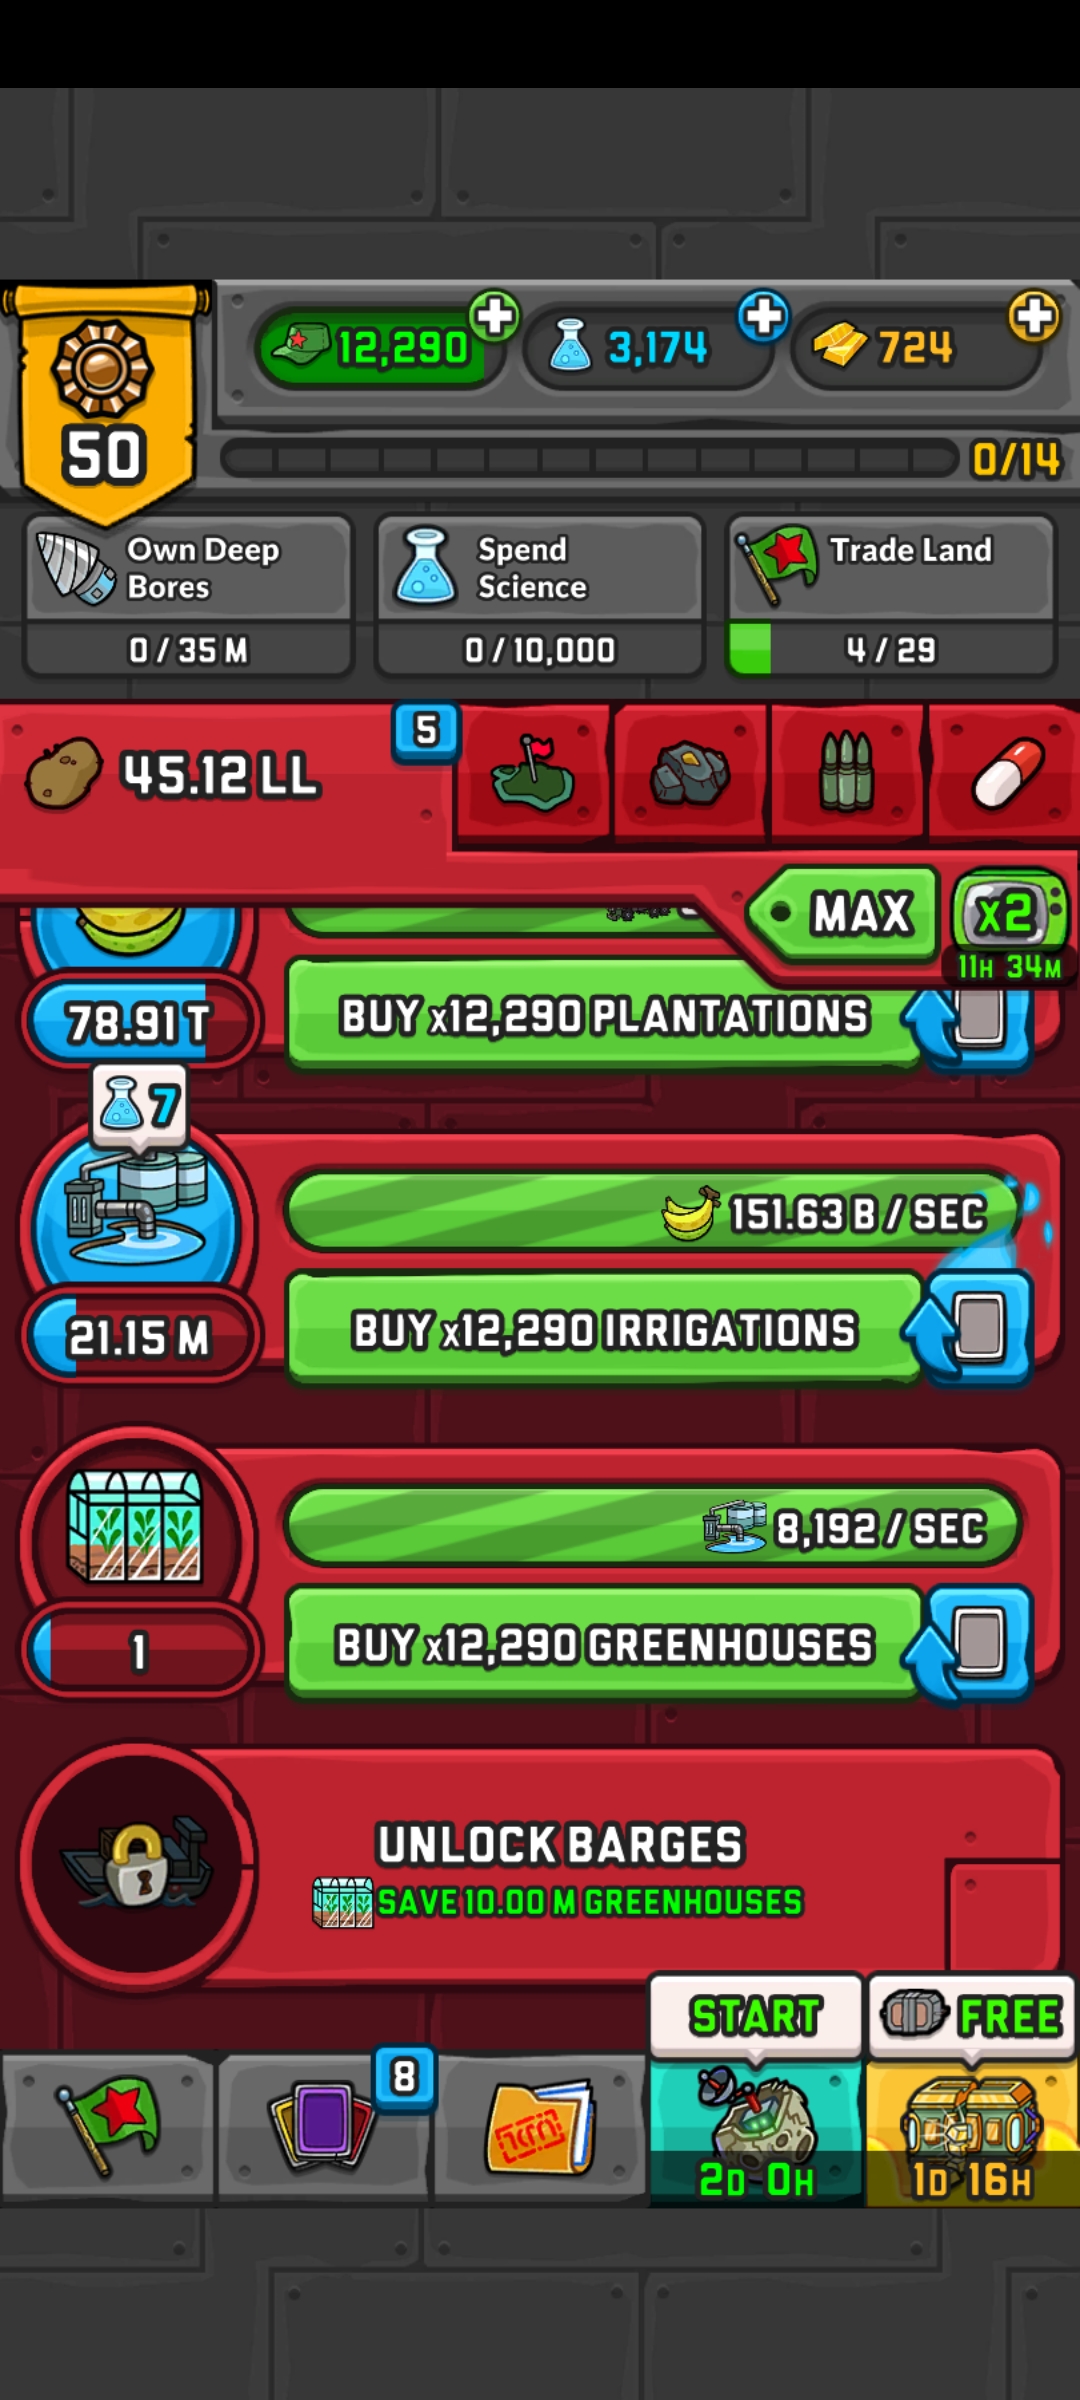 12,290
3,174
724
50
0/14
Own Deep
Bores
0 / 35 M
Spend
Science
0 / 10,000
Trade Land
4 / 29
45.12 LL
5
MAX
x2
11H 34M
78.91 T
BUY x12,290 PLANTATIONS
7
151.63 B / SEC
21.15 M
BUY x12,290 IRRIGATIONS
8,192 / SEC
1
BUY x12,290 GREENHOUSES
UNLOCK BARGES
SAVE 10.00 M GREENHOUSES
START
FREE
8
2D 0H
1D 16H